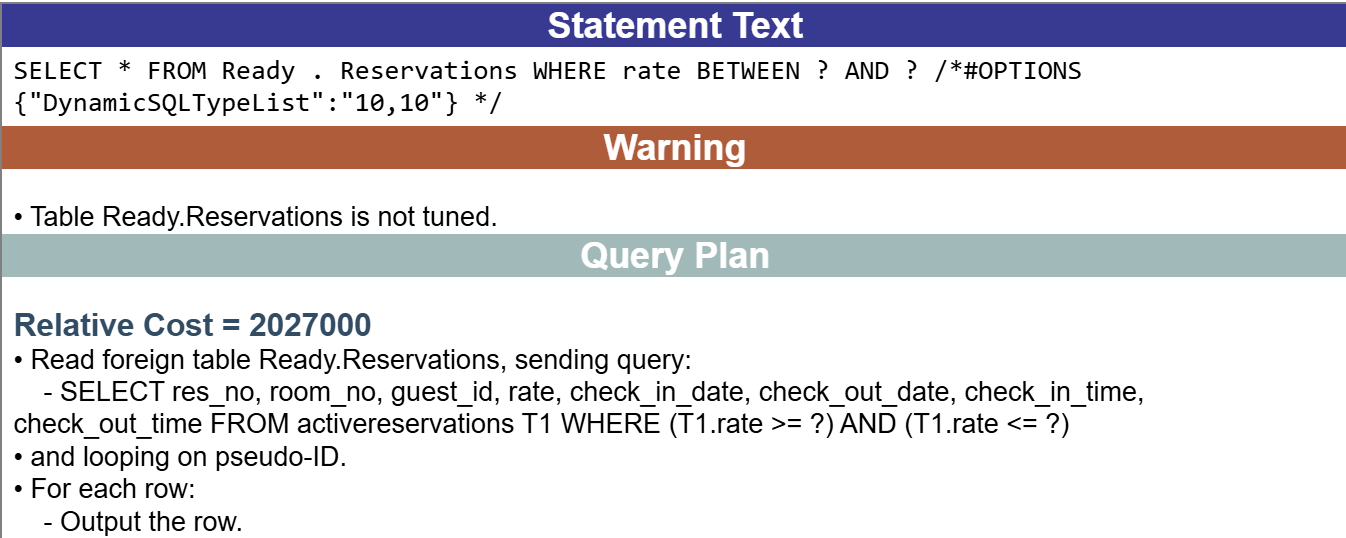 Statement Text
SELECT * FROM Ready . Reservations WHERE rate BETWEEN ? AND ? /*#OPTIONS
{"DynamicSQLTypeList":"10,10"} */
Warning
• Table Ready.Reservations is not tuned.
Query Plan
Relative Cost = 2027000
• Read foreign table Ready.Reservations, sending query:
- SELECT res_no, room_no, guest_id, rate, check_in_date, check_out_date, check_in_time,
check_out_time FROM activereservations T1 WHERE (T1.rate >= ?) AND (T1.rate <= ?)
• and looping on pseudo-ID.
• For each row:
- Output the row.